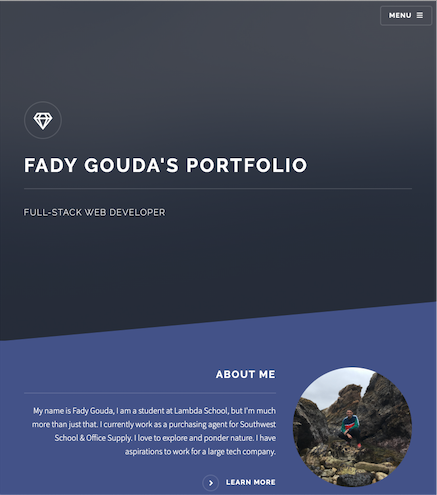 MENU
FADY GOUDA'S PORTFOLIO
FULL-STACK WEB DEVELOPER
ABOUT ME
My name is Fady Gouda, I am a student at Lambda School, but I'm much
more than just that. I currently work as a purchasing agent for Southwest
School & Office Supply. I love to explore and ponder nature. I have
aspirations to work for a large tech company.
LEARN MORE